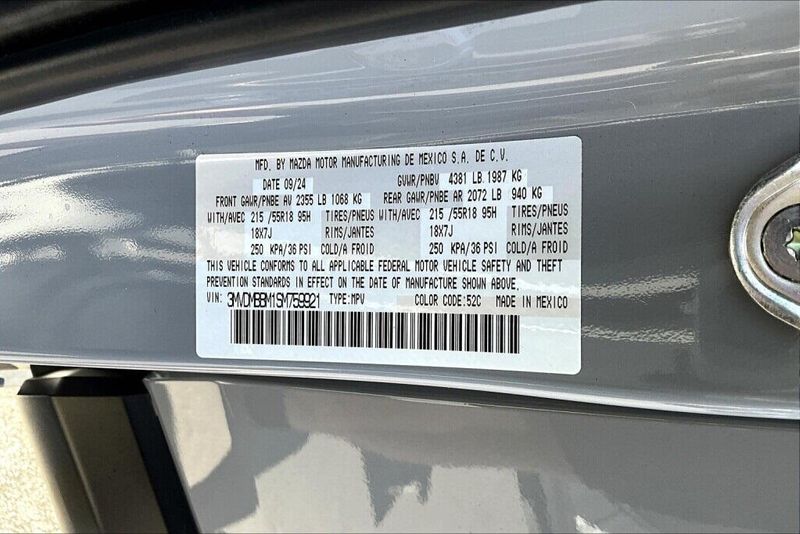 MFD. BY MAZDA MOTOR MANUFACTURING DE MEXICO S.A. DE C.V.
DATE 09/24 GVWR/PNBV 4381 LB 1987 KG
FRONT GAWR/PNBE AV 2355 LB 1068 KG REAR GAWR/PNBE AR 2072 LB 940 KG
WITH/AVEC 215 /55R18 95H TIRES/PNEUS WITH/AVEC 215 /55R18 95H TIRES/PNEUS
18X7J RIMS/JANTES 18X7J RIMS/JANTES
250 KPA/36 PSI COLD/A FROID 250 KPA/36 PSI COLD/A FROID
THIS VEHICLE CONFORMS TO ALL APPLICABLE FEDERAL MOTOR VEHICLE SAFETY AND THEFT
PREVENTION STANDARDS IN EFFECT ON THE DATE OF MANUFACTURE SHOWN ABOVE.
VIN: 3MVDMBBM1SM759921 TYPE:MPV COLOR CODE:52C MADE IN MEXICO